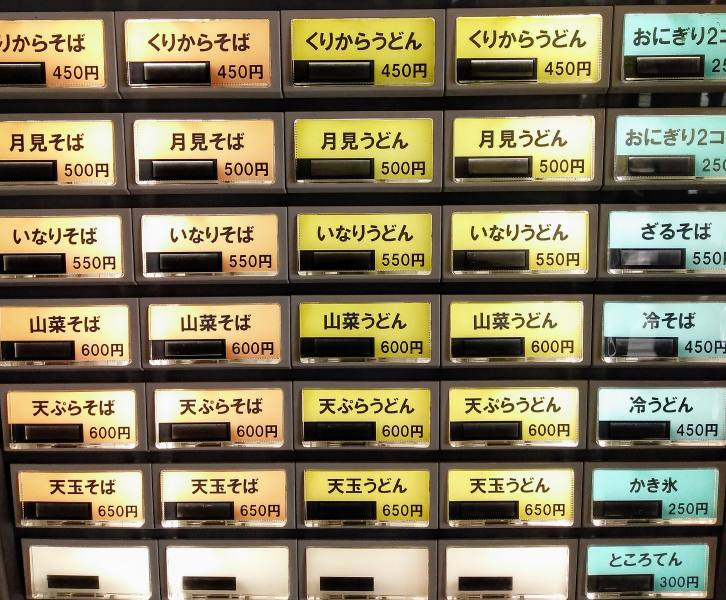 りからそば
450円
くりからそば
450円
くりからうどん
450円
くりからうどん
450円
おにぎり2コ
25
月見そば
500円
月見そば
500円
月見うどん
500円
月見うどん
500円
おにぎり2コ
250
いなりそば
550円
いなりそば
550円
いなりうどん
550円
いなりうどん
550円
ざるそば
550
山菜そば
600円
山菜そば
600円
山菜うどん
600円
山菜うどん
600円
冷そば
450円
天ぷらそば
600円
天ぷらそば
600円
天ぷらうどん
600円
天ぷらうどん
600円
冷うどん
450円
天玉そば
650円
天玉そば
650円
天玉うどん
650円
天玉うどん
650円
かき氷
250円
ところてん
300円